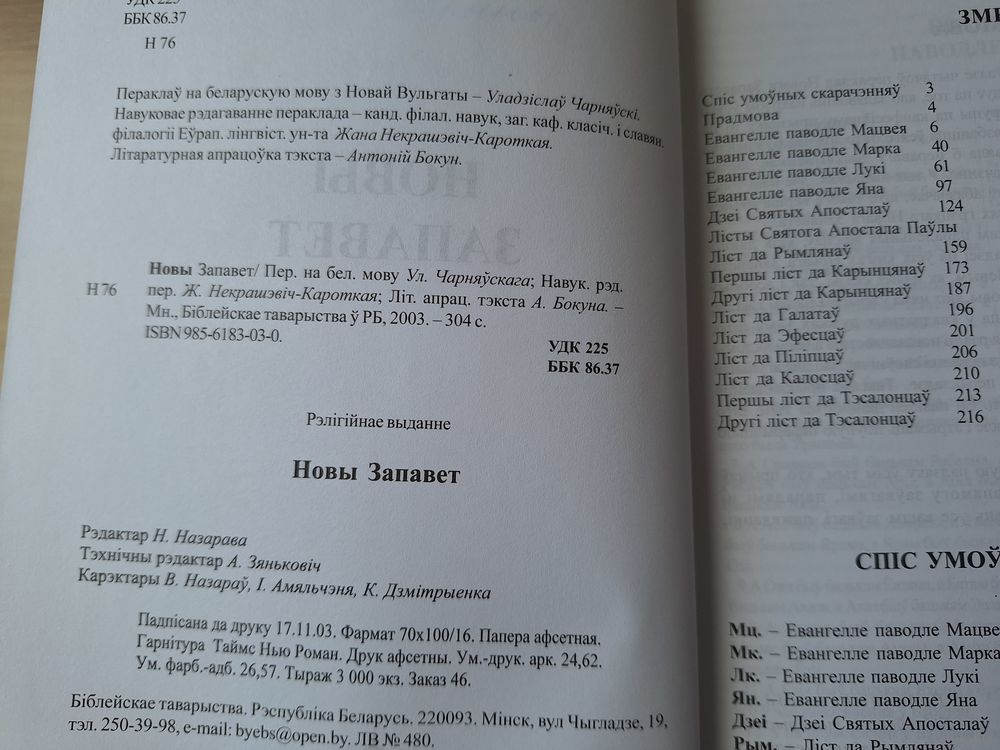 УДК 225
ББК 86.37
Н 76
Пераклаў на беларускую мову з Новай Вульгаты – Уладзіслаў Чарняўскі.
Навуковае рэдагаванне пераклада – канд. філал. навук, заг. каф. класіч. і славян.
філалогіі Еўрап. лінгвіст. ун-та Жана Некрашэвіч-Кароткая.
Літаратурная апрацоўка тэкста – Антоній Бокун.
Новы Запавет/ Пер. на бел. мову Ул. Чарняўскага; Навук. рэд.
Н 76 пер. Ж. Некрашэвіч-Кароткая; Літ. апрац. тэкста А. Бокуна. –
Мн., Біблейскае таварыства ў РБ, 2003. – 304 с.
ISBN 985-6183-03-0.
УДК 225
ББК 86.37
Рэлігійнае выданне
Новы Запавет
Рэдактар Н. Назарава
Тэхнічны рэдактар А. Зяньковіч
Карэктары В. Назараў, І. Амяльчэня, К. Дзмітрыенка
Падпісана да друку 17.11.03. Фармат 70х100/16. Папера афсетная.
Гарнітура Таймс Нью Роман. Друк афсетны. Ум.-друк. арк. 24,62.
Ум. фарб.-адб. 26,57. Тыраж 3 000 экз. Заказ 46.
Біблейскае таварыства. Рэспубліка Беларусь. 220093. Мінск, вул Чыгладзе, 19,
тэл. 250-39-98, e-mail: byebs@open.by. ЛВ № 480.
ЗМЕ
Спіс умоўных скарачэнняў 3
Прадмова 4
Евангелле паводле Мацвея 6
Евангелле паводле Марка 40
Евангелле паводле Лукі 61
Евангелле паводле Яна 97
Дзеі Святых Апосталаў 124
Лісты Святога Апостала Паўлы
Ліст да Рымлянаў 159
Першы ліст да Карынцянаў 173
Другі ліст да Карынцянаў 187
Ліст да Галатаў 196
Ліст да Эфесцаў 201
Ліст да Піліпцаў 206
Ліст да Калосцаў 210
Першы ліст да Тэсалонцаў 213
Другі ліст да Тэсалонцаў 216
СПІС УМОЎ
Мц. – Евангелле паводле Мацве
Мк. – Евангелле паводле Марка
Лк. – Евангелле паводле Лукі
Ян. – Евангелле паводле Яна
Дзеі – Дзеі Святых Апосталаў
Рым. – Ліст да Рымлянаў